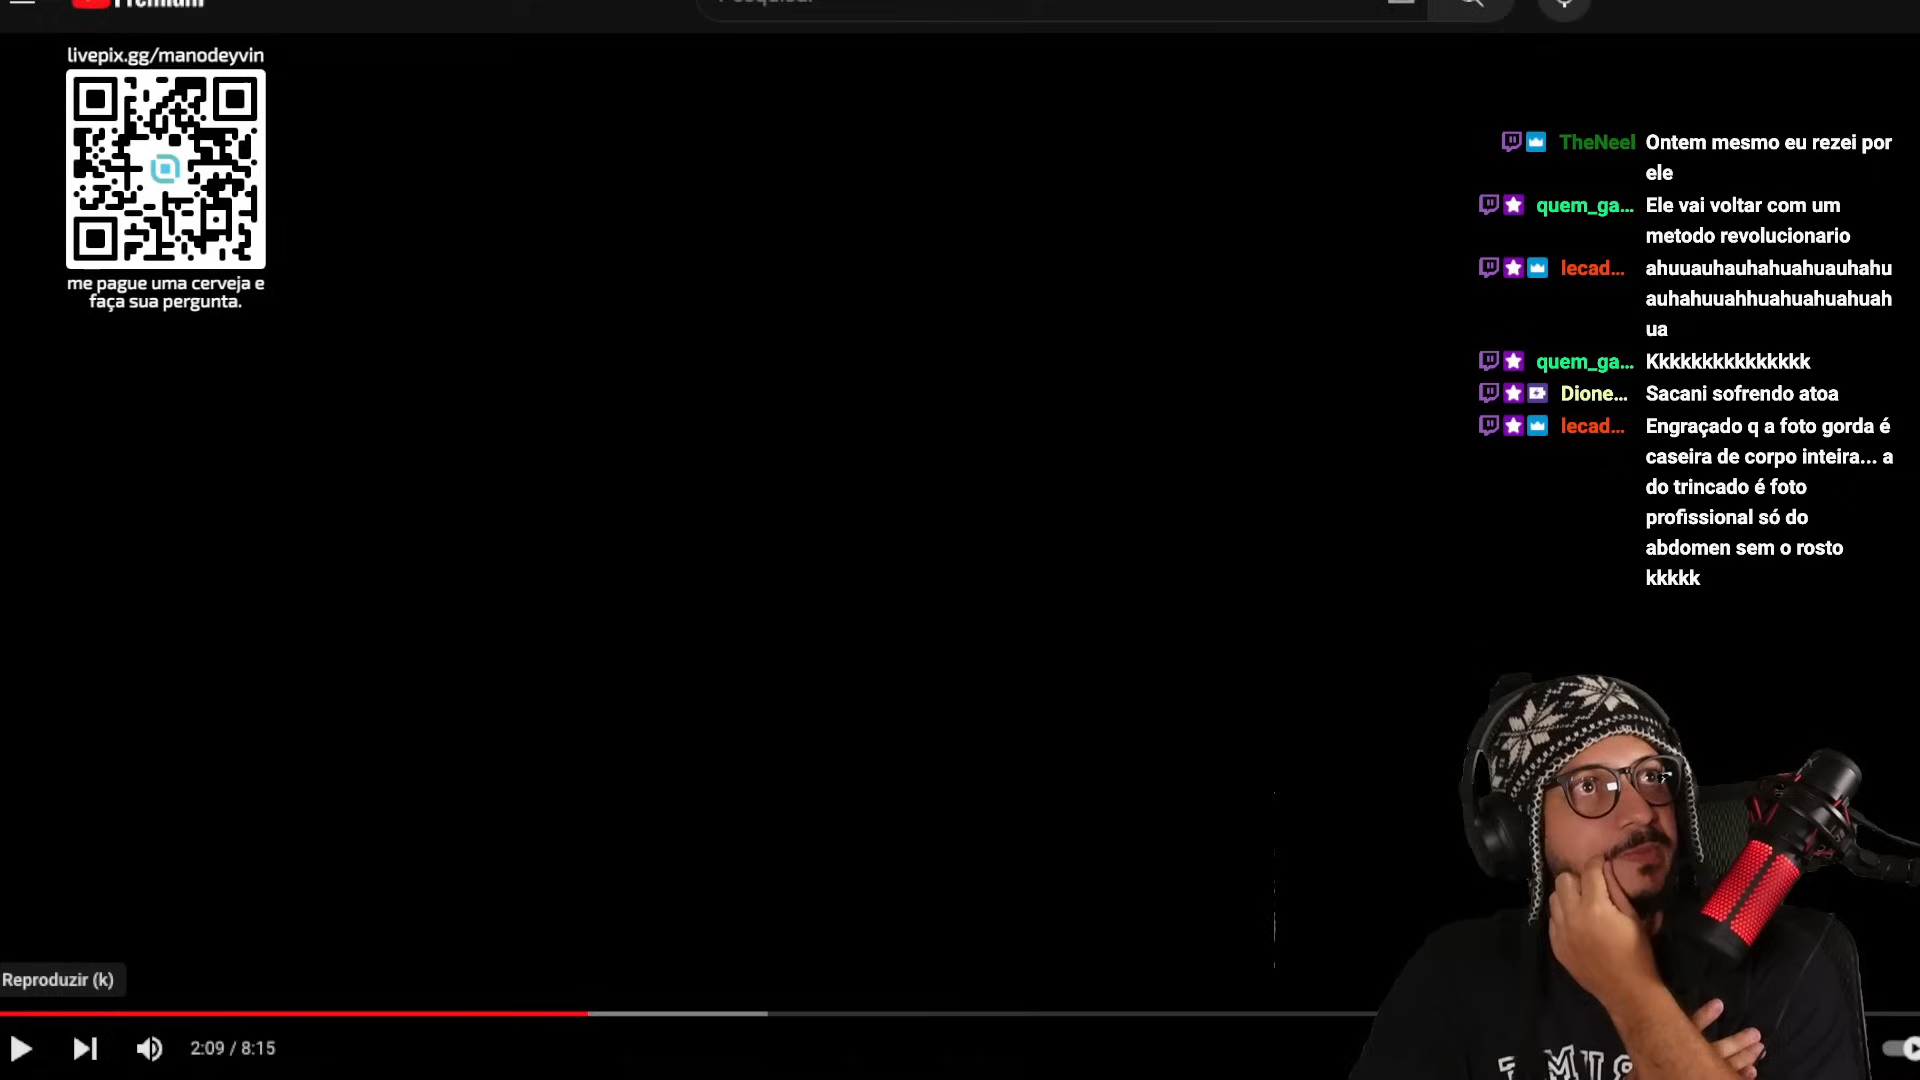 Premium
livepix.gg/manodeyvin
me pague uma cerveja e
faça sua pergunta.
TheNeel Ontem mesmo eu rezei por
ele
quem_ga... Ele vai voltar com um
metodo revolucionario
lecad... ahuuauhauhahuahuauhahu
auhahuuahhuahuahuahuah
ua
quem_ga... Kkkkkkkkkkkkkkk
Dione... Sacani sofrendo atoa
lecad... Engraçado q a foto gorda é
caseira de corpo inteira... a
do trincado é foto
profissional só do
abdomen sem o rosto
kkkkk
Reproduzir (k)
2:09 / 8:15